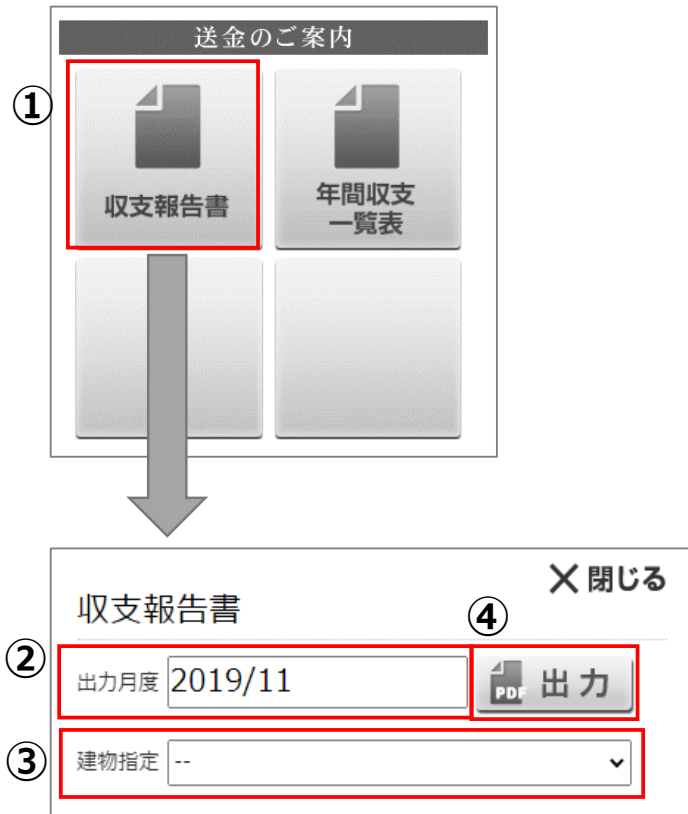 送金のご案内
①
収支報告書
年間収支
一覧表
✕閉じる
収支報告書
④
②
出力月度 2019/11
PDF 出力
③
建物指定 --